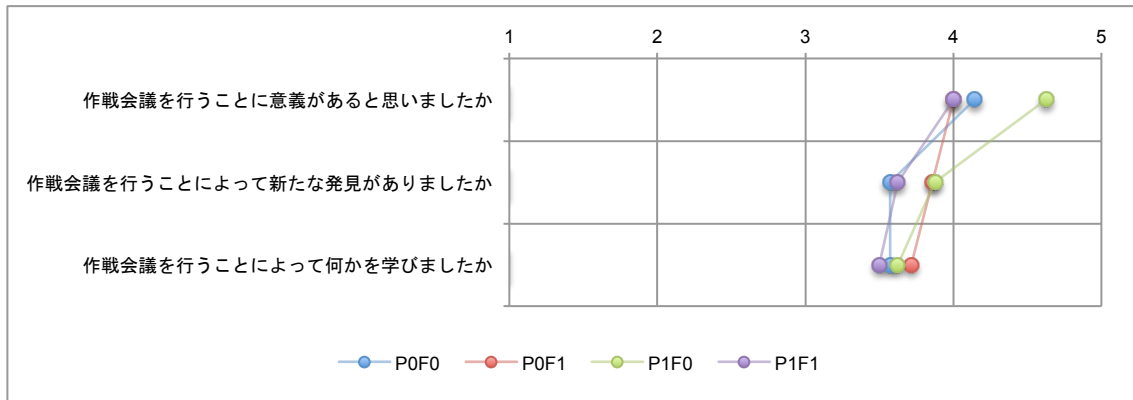 1 2 3 4 5
作戦会議を行うことに意義があると思いましたか
作戦会議を行うことによって新たな発見がありましたか
作戦会議を行うことによって何かを学びましたか
P0F0 P0F1 P1F0 P1F1